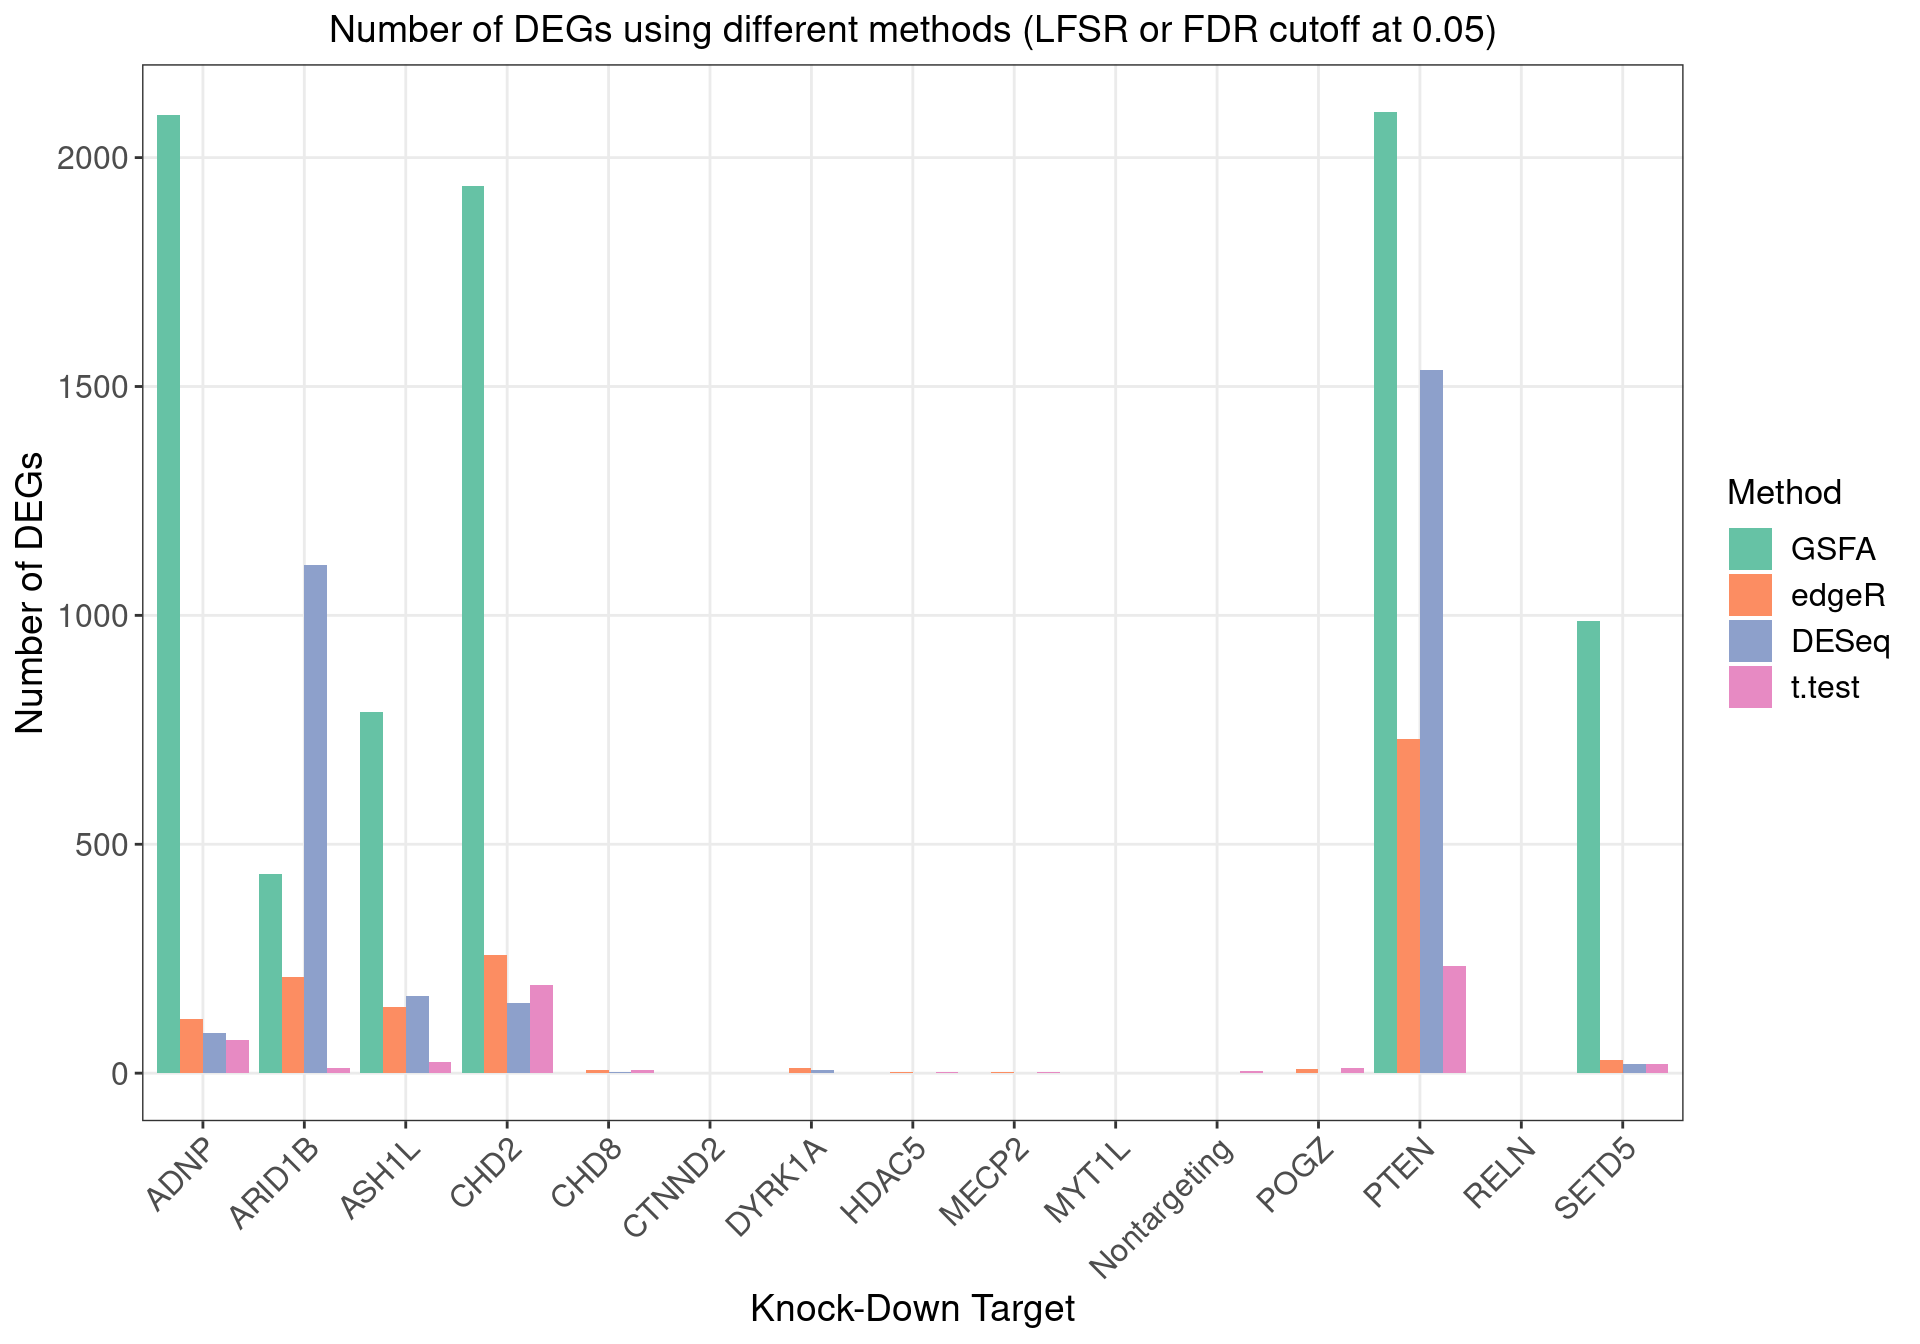 Number of DEGs using different methods (LFSR or FDR cutoff at 0.05)
Number of DEGs
2000
1500
1000
500
0
ADNP
ARID1B
ASH1L
CHD2
CHD8
CTNND2
DYRK1A
HDAC5
MECP2
MYT1L
Nontargeting
POGZ
PTEN
RELN
SETD5
Knock-Down Target
Method
GSFA
edgeR
DESeq
t.test